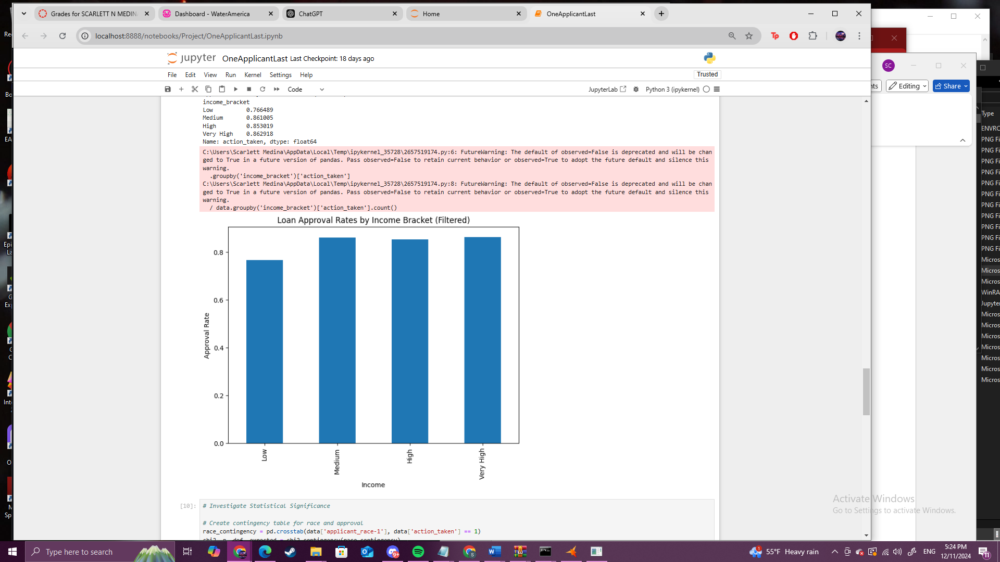 Grades for SCARLETT N MEDIN
Dashboard - WaterAmerica
ChatGPT
Home
OneApplicantLast
localhost:8888/notebooks/Project/OneApplicantLast.ipynb
jupyter
OneApplicantLast Last Checkpoint: 18 days ago
File Edit View Run Kernel Settings Help
Trusted
Code
JupyterLab
Python 3 (ipykernel)
income_bracket
Low 0.766489
Medium 0.861005
High 0.853019
Very High 0.862918
Name: action_taken, dtype: float64
C:\Users\Scarlett Medina\AppData\Local\Temp\ipykernel_35728\2657519174.py:6: FutureWarning: The default of observed=False is deprecated and will be chan
ged to True in a future version of pandas. Pass observed=False to retain current behavior or observed=True to adopt the future default and silence this
warning.
.groupby('income_bracket')['action_taken']
C:\Users\Scarlett Medina\AppData\Local\Temp\ipykernel_35728\2657519174.py:8: FutureWarning: The default of observed=False is deprecated and will be chan
ged to True in a future version of pandas. Pass observed=False to retain current behavior or observed=True to adopt the future default and silence this
warning.
/ data.groupby('income_bracket')['action_taken'].count()
Loan Approval Rates by Income Bracket (Filtered)
0.8
0.6
0.4
0.2
0.0
Approval Rate
Low
Medium
High
Very High
Income
[10]:
# Investigate Statistical Significance
# Create contingency table for race and approval
race_contingency = pd.crosstab(data['applicant_race-1'], data['action_taken'] == 1)
SC
nts
Editing
Share
Type
ENVRC
PNG Fi
PNG Fi
PNG Fi
PNG Fi
PNG Fi
PNG Fi
PNG Fi
PNG Fi
PNG Fi
PNG Fi
PNG Fi
Micros
Micros
Micros
WinRA
Jupyter
Micros
Micros
Micros
Micros
Micros
Micros
Micros
Activate Windows
Go to Settings to activate Windows.
Type here to search
9+
1
55°F Heavy rain
ENG
5:24 PM
12/11/2024
11